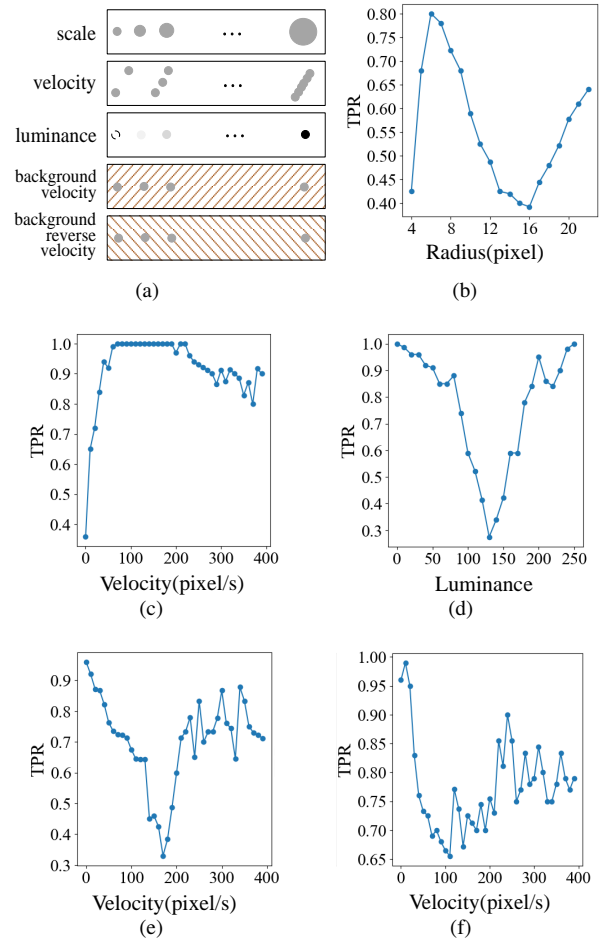 scale
...
velocity
...
luminance
...
background
velocity
background
reverse
velocity
(a)
0.80
0.75
0.70
0.65
0.60
0.55
0.50
0.45
0.40
TPR
4 8 12 16 20
Radius(pixel)
(b)
1.0
0.9
0.8
0.7
0.6
0.5
0.4
TPR
0 100 200 300 400
Velocity(pixel/s)
(c)
1.0
0.9
0.8
0.7
0.6
0.5
0.4
0.3
TPR
0 50 100 150 200 250
Luminance
(d)
0.9
0.8
0.7
0.6
0.5
0.4
0.3
TPR
0 100 200 300 400
Velocity(pixel/s)
(e)
1.00
0.95
0.90
0.85
0.80
0.75
0.70
0.65
TPR
0 100 200 300 400
Velocity(pixel/s)
(f)